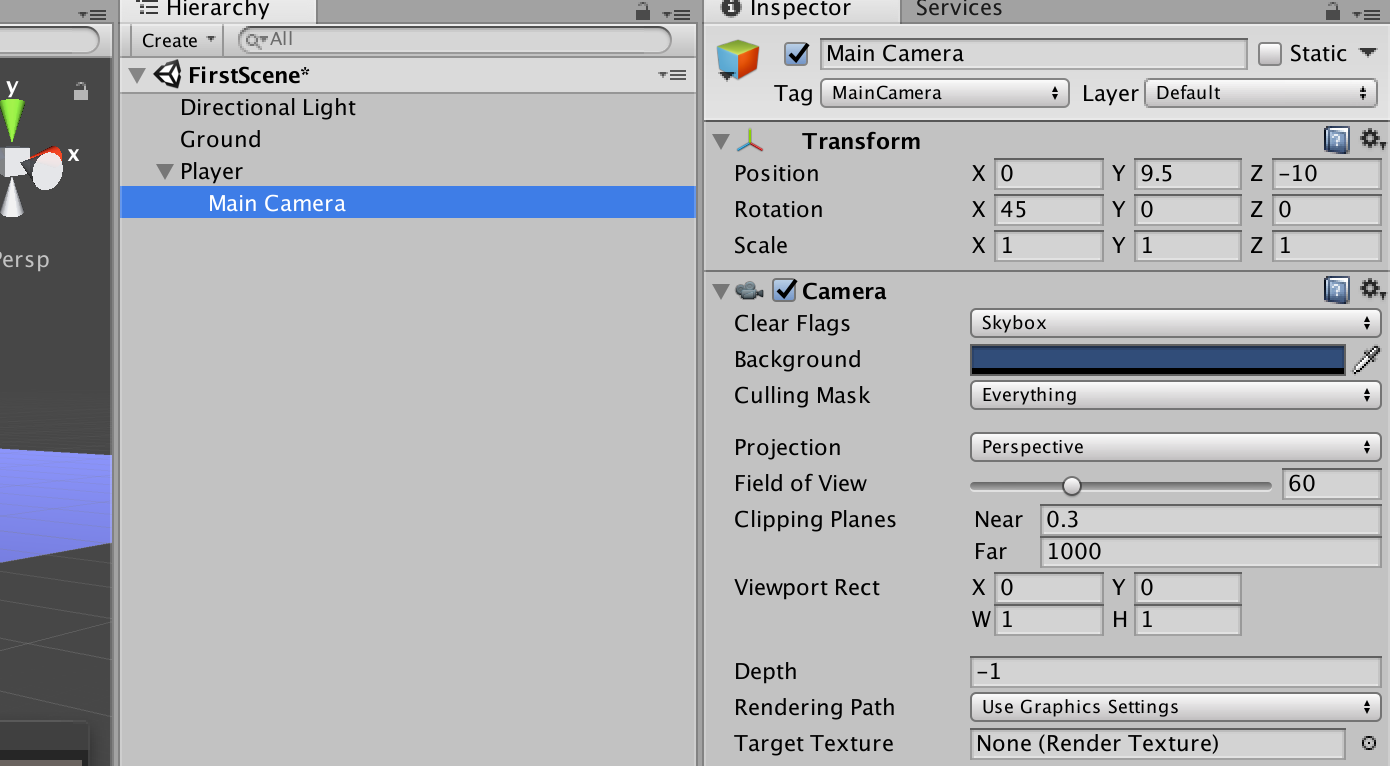 Hierarchy
Create
All
FirstScene*
Directional Light
Ground
Player
Main Camera
y
x
Persp
Inspector
Services
Main Camera
Static
Tag MainCamera Layer Default
Transform
Position X 0 Y 9.5 Z -10
Rotation X 45 Y 0 Z 0
Scale X 1 Y 1 Z 1
Camera
Clear Flags Skybox
Background
Culling Mask Everything
Projection Perspective
Field of View 60
Clipping Planes Near 0.3
Far 1000
Viewport Rect X 0 Y 0
W 1 H 1
Depth -1
Rendering Path Use Graphics Settings
Target Texture None (Render Texture)